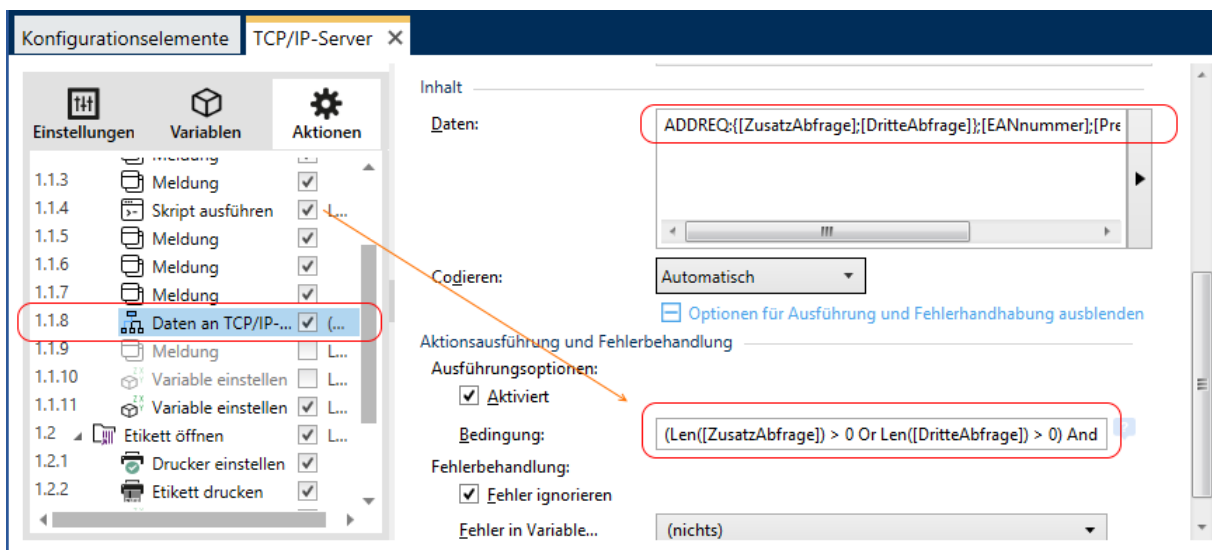 Konfigurationselemente TCP/IP-Server
Einstellungen Variablen Aktionen
Meldung
1.1.3 Meldung
1.1.4 Skript ausführen L...
1.1.5 Meldung
1.1.6 Meldung
1.1.7 Meldung
1.1.8 Daten an TCP/IP-... (...
1.1.9 Meldung L...
1.1.10 Variable einstellen L...
1.1.11 Variable einstellen L...
1.2 Etikett öffnen L...
1.2.1 Drucker einstellen
1.2.2 Etikett drucken
Inhalt
Daten: ADDREQ;{[ZusatzAbfrage];[DritteAbfrage]};[EANnummer];[Pre
Codieren: Automatisch
Optionen für Ausführung und Fehlerhandhabung ausblenden
Aktionsausführung und Fehlerbehandlung
Ausführungsoptionen:
Aktiviert
Bedingung: (Len([ZusatzAbfrage]) > 0 Or Len([DritteAbfrage]) > 0) And
Fehlerbehandlung:
Fehler ignorieren
Fehler in Variable... (nichts)